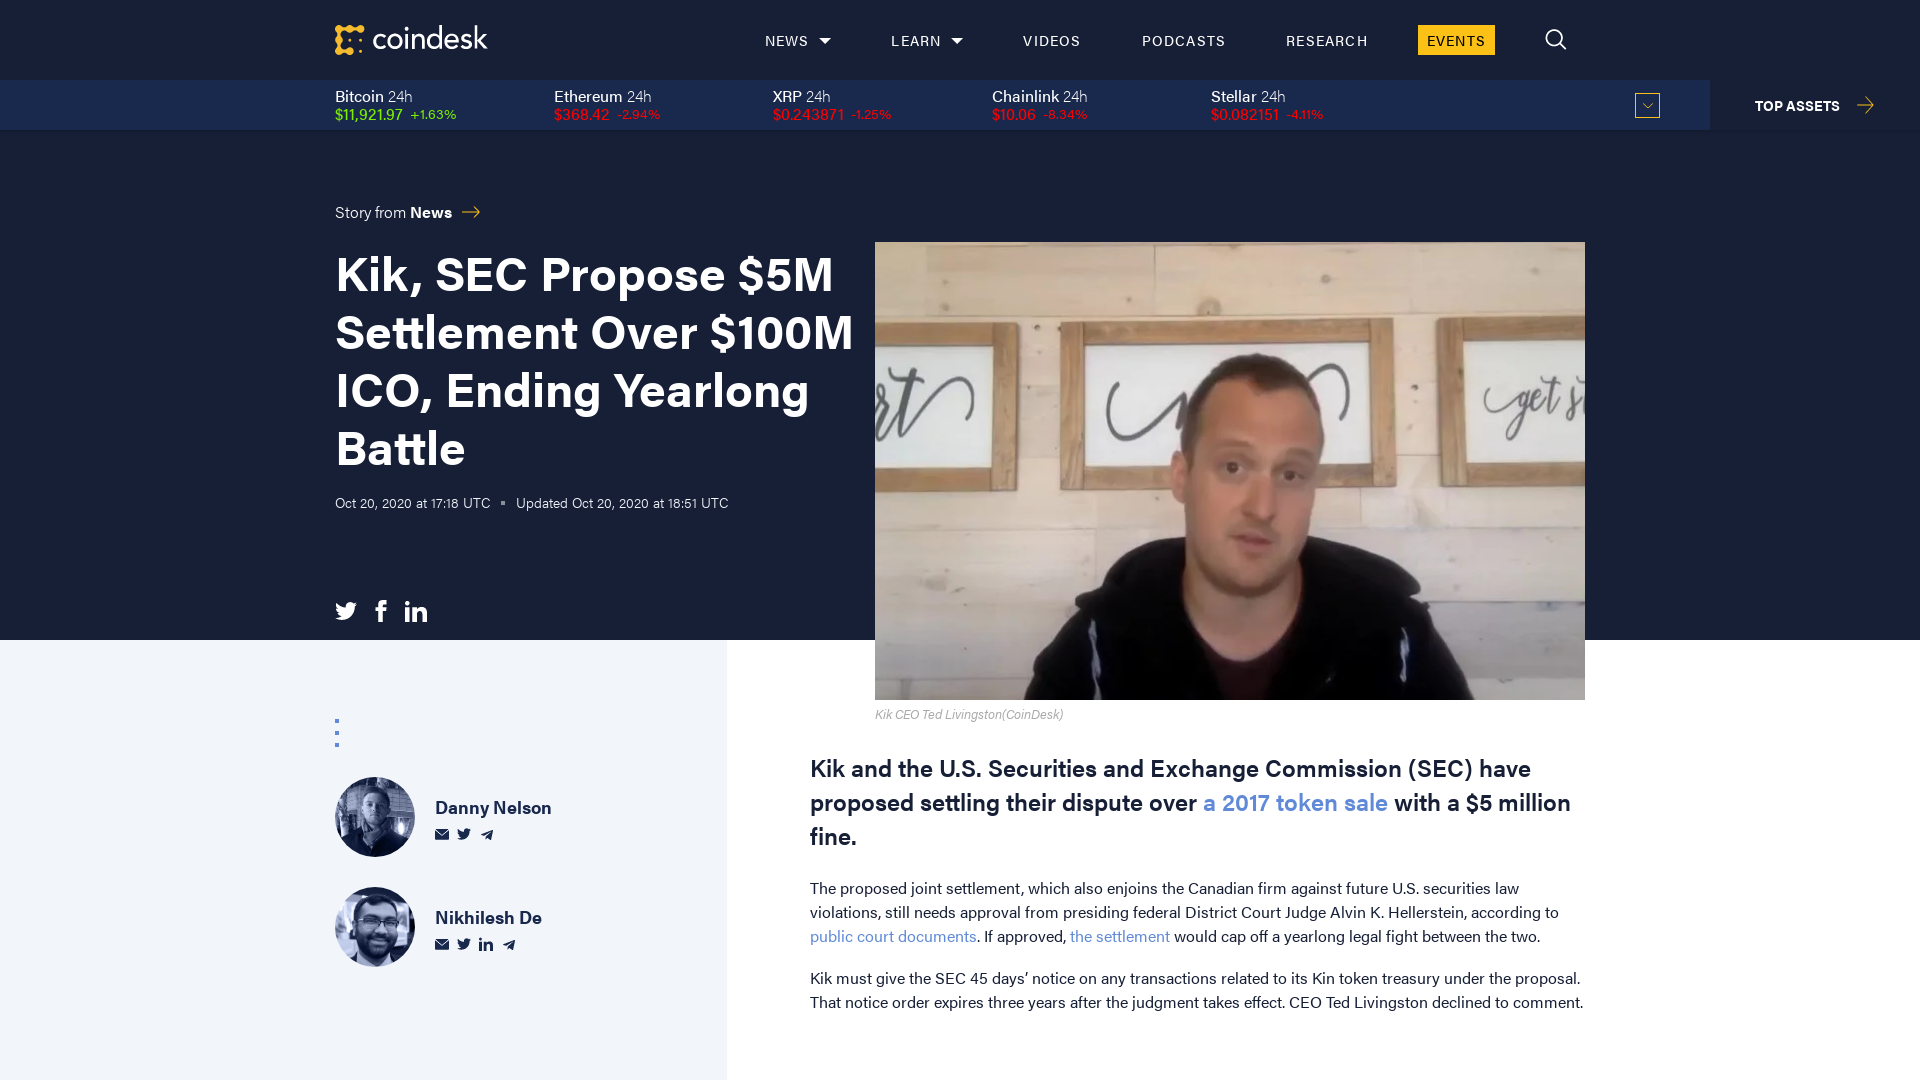 coindesk
NEWS
LEARN
VIDEOS
PODCASTS
RESEARCH
EVENTS
Bitcoin 24h
$11,921.97 +1.63%
Ethereum 24h
$368.42 -2.94%
XRP 24h
$0.243871 -1.25%
Chainlink 24h
$10.06 -8.34%
Stellar 24h
$0.082151 -4.11%
TOP ASSETS
Story from News
Kik, SEC Propose $5M
Settlement Over $100M
ICO, Ending Yearlong
Battle
Oct 20, 2020 at 17:18 UTC
Updated Oct 20, 2020 at 18:51 UTC
get st
Kik CEO Ted Livingston(CoinDesk)
Danny Nelson
Nikhilesh De
Kik and the U.S. Securities and Exchange Commission (SEC) have
proposed settling their dispute over a 2017 token sale with a $5 million
fine.
The proposed joint settlement, which also enjoins the Canadian firm against future U.S. securities law
violations, still needs approval from presiding federal District Court Judge Alvin K. Hellerstein, according to
public court documents. If approved, the settlement would cap off a yearlong legal fight between the two.
Kik must give the SEC 45 days’ notice on any transactions related to its Kin token treasury under the proposal.
That notice order expires three years after the judgment takes effect. CEO Ted Livingston declined to comment.